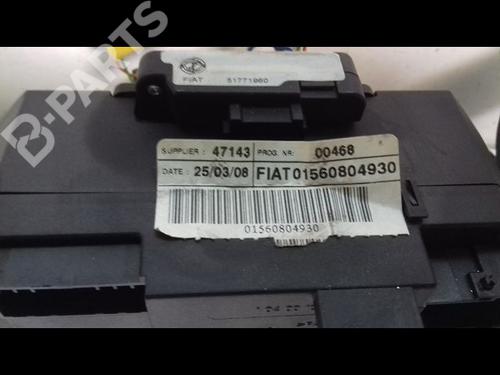 B-PARTS
FIAT 51771960
SUPPLIER : 47143 PROG. NR: 00468
DATE : 25/03/08 FIAT01560804930
01560804930